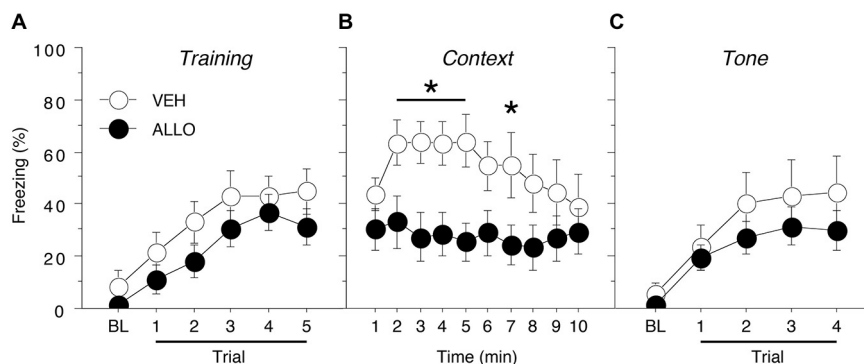 A B C
Training Context Tone
100
80
60
40
20
0
Freezing (%)
VEH
ALLO
* *
BL 1 2 3 4 5
Trial
1 2 3 4 5 6 7 8 9 10
Time (min)
BL 1 2 3 4
Trial